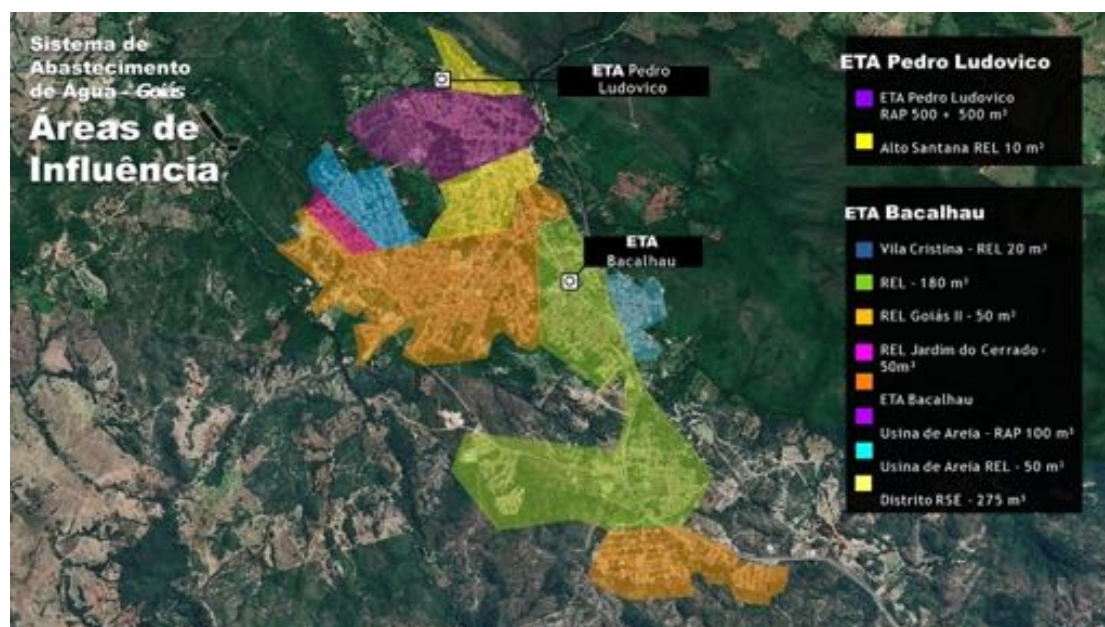 Sistema de
Abastecimento
de Água - Goiás
Áreas de
Influência
ETA Pedro
Ludovico
ETA
Bacalhau
ETA Pedro Ludovico
ETA Pedro Ludovico
RAP 500 + 500 m³
Alto Santana REL 10 m³
ETA Bacalhau
Vila Cristina - REL 20 m³
REL - 180 m³
REL Goiás II - 50 m³
REL Jardim do Cerrado -
50m³
ETA Bacalhau
Usina de Areia - RAP 100 m³
Usina de Areia REL - 50 m³
Distrito RSE - 275 m³